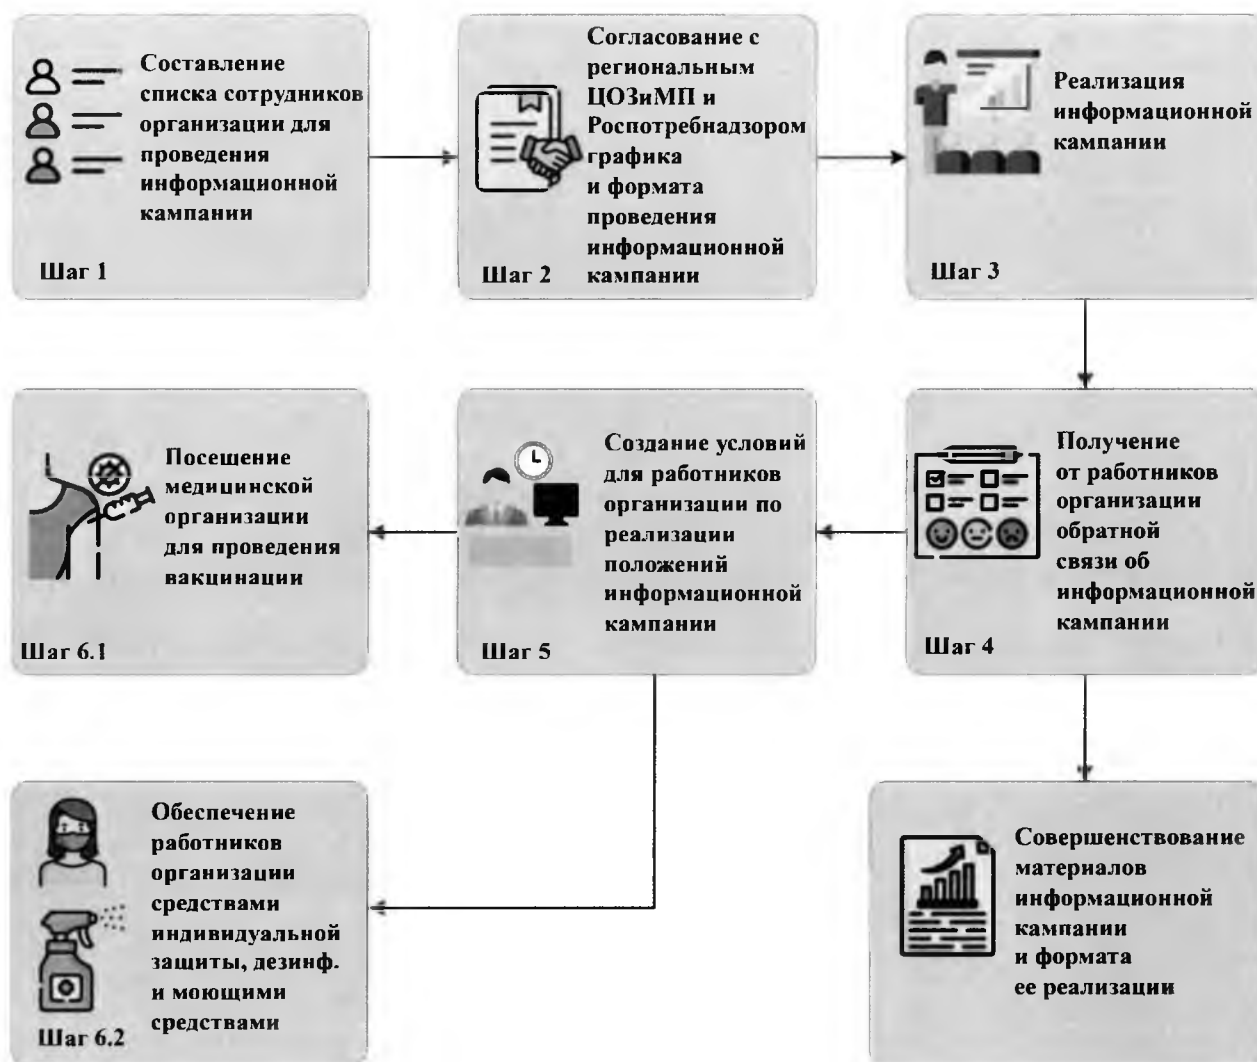 Составление
списка сотрудников
организации для
проведения
информационной
кампании
Шаг 1
Согласование с
региональным
ЦОЗиМП и
Роспотребнадзором
графика
и формата
проведения
информационной
кампании
Шаг 2
Реализация
информационной
кампании
Шаг 3
Получение
от работников
организации
обратной
связи об
информационной
кампании
Шаг 4
Создание условий
для работников
организации по
реализации
положений
информационной
кампании
Шаг 5
Посещение
медицинской
организации
для проведения
вакцинации
Шаг 6.1
Обеспечение
работников
организации
средствами
индивидуальной
защиты, дезинф.
и моющими
средствами
Шаг 6.2
Совершенствование
материалов
информационной
кампании
и формата
ее реализации